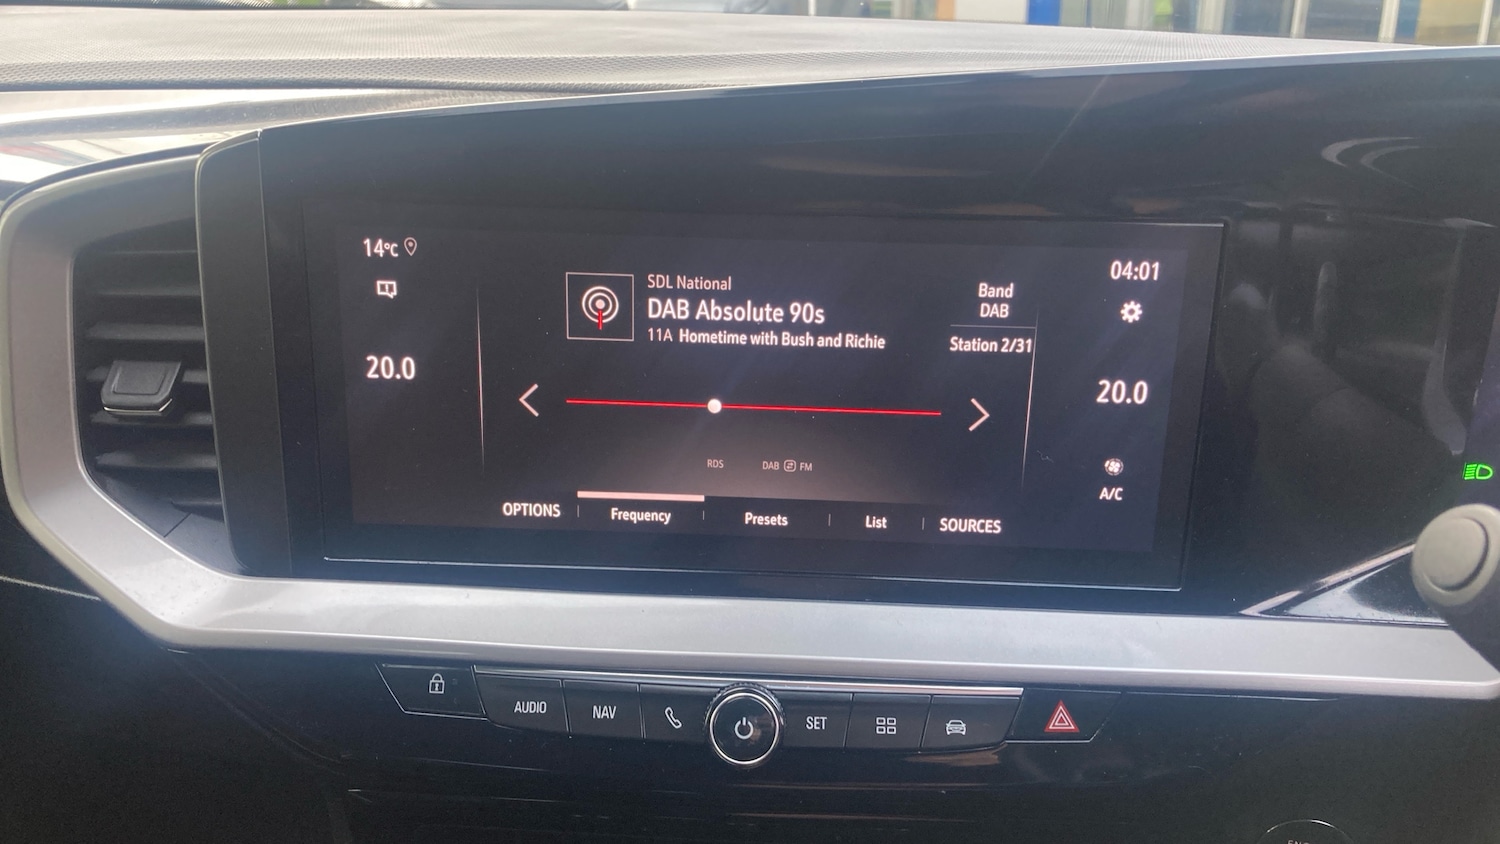 14°C
20.0
SDL National
DAB Absolute 90s
11A Hometime with Bush and Richie
Band
DAB
Station 2/31
04:01
20.0
A/C
RDS
DAB FM
OPTIONS
Frequency
Presets
List
SOURCES
AUDIO
NAV
SET